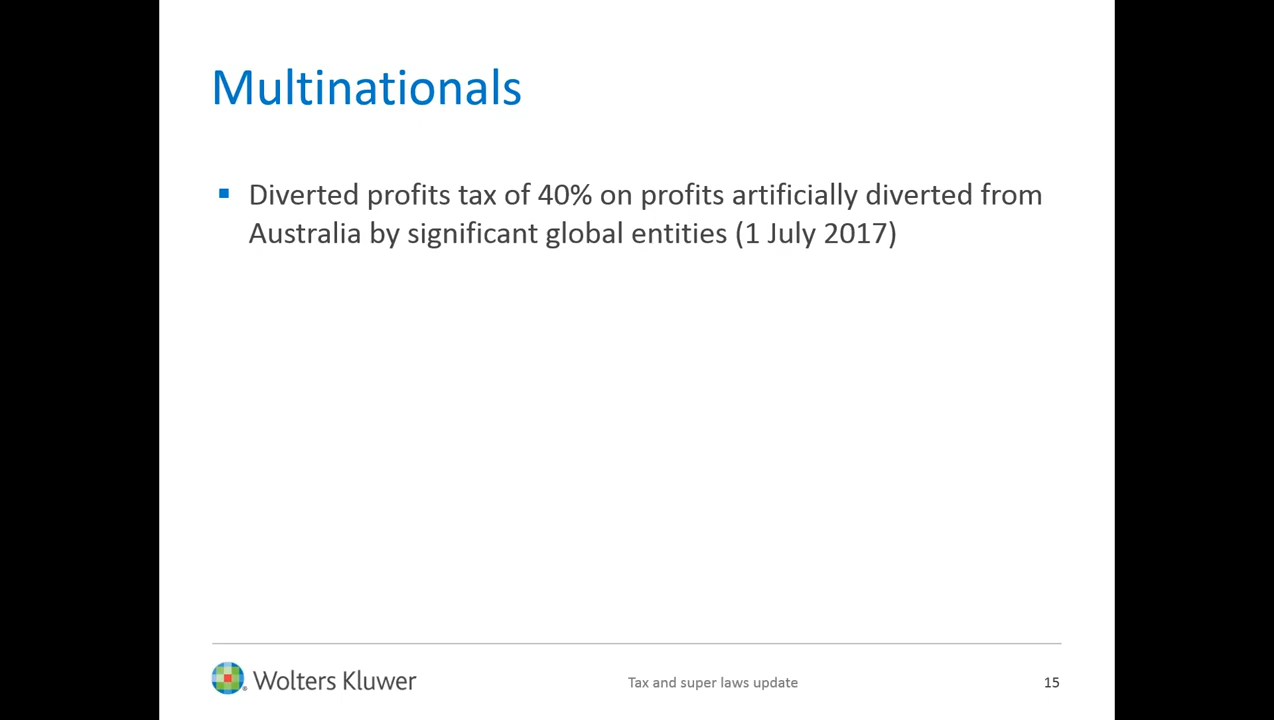 Multinationals
Diverted profits tax of 40% on profits artificially diverted from
Australia by significant global entities (1 July 2017)
Wolters Kluwer
Tax and super laws update
15